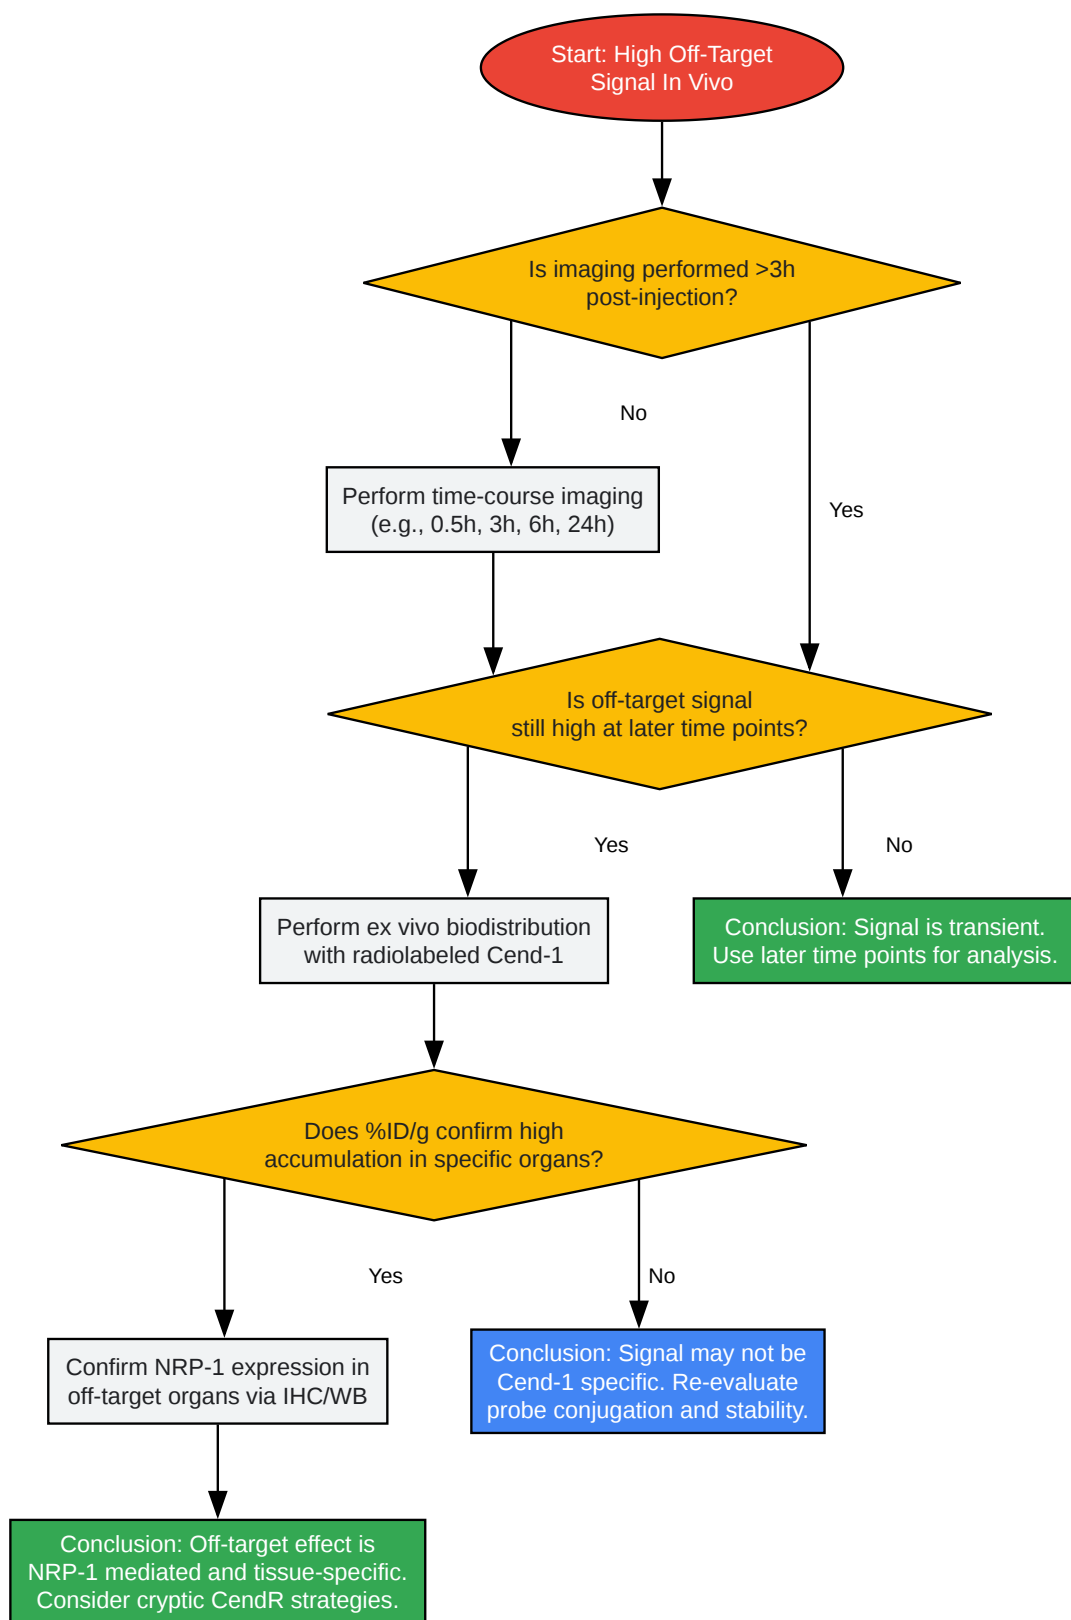 Start: High Off-Target
Signal In Vivo
Is imaging performed >3h
post-injection?
No
Perform time-course imaging
(e.g., 0.5h, 3h, 6h, 24h)
Yes
Is off-target signal
still high at later time points?
Yes
No
Perform ex vivo biodistribution
with radiolabeled Cend-1
Conclusion: Signal is transient.
Use later time points for analysis.
Does %ID/g confirm high
accumulation in specific organs?
Yes
No
Confirm NRP-1 expression in
off-target organs via IHC/WB
Conclusion: Signal may not be
Cend-1 specific. Re-evaluate
probe conjugation and stability.
Conclusion: Off-target effect is
NRP-1 mediated and tissue-specific.
Consider cryptic CendR strategies.